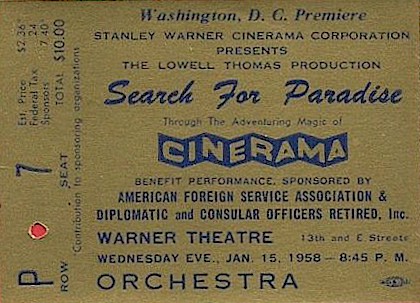 Washington, D. C. Premiere
STANLEY WARNER CINERAMA CORPORATION
PRESENTS
THE LOWELL THOMAS PRODUCTION
Search For Paradise
Through The Adventuring Magic of
CINERAMA
BENEFIT PERFORMANCE, SPONSORED BY
AMERICAN FOREIGN SERVICE ASSOCIATION &
DIPLOMATIC and CONSULAR OFFICERS RETIRED, Inc.
WARNER THEATRE 13th and E Streets
WEDNESDAY EVE., JAN. 15, 1958 – 8:45 P. M.
ORCHESTRA
Est. Price $2.36
Federal Tax .24
Sponsors 7.40
TOTAL $10.00
Contribution to sponsoring organizations
P 7
ROW SEAT